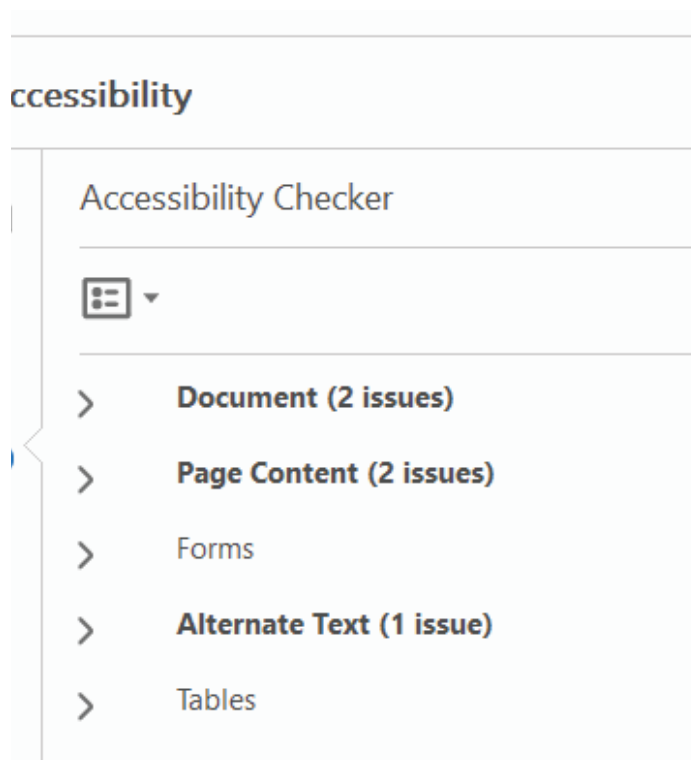 ccessibility
Accessibility Checker
Document (2 issues)
Page Content (2 issues)
Forms
Alternate Text (1 issue)
Tables